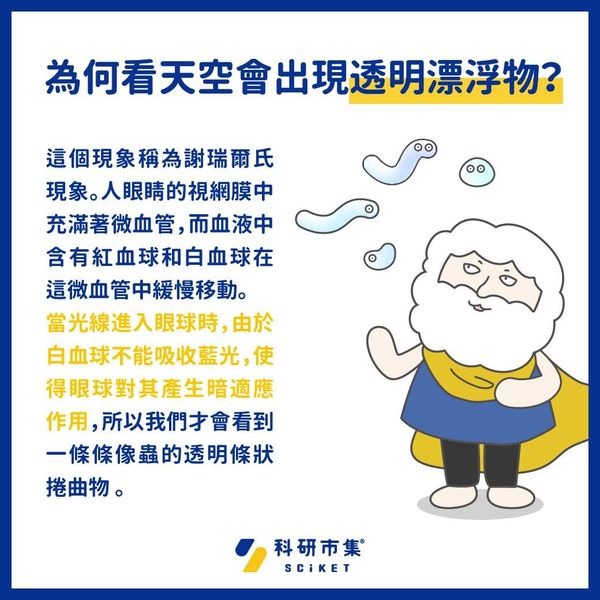 為何看天空會出現透明漂浮物？
這個現象稱為謝瑞爾氏
現象。人眼睛的視網膜中
充滿著微血管，而血液中
含有紅血球和白血球在
這微血管中緩慢移動。
當光線進入眼球時，由於
白血球不能吸收藍光，使
得眼球對其產生暗適應
作用，所以我們才會看到
一條條像蟲的透明條狀
捲曲物。
科研市集®
SCiKET